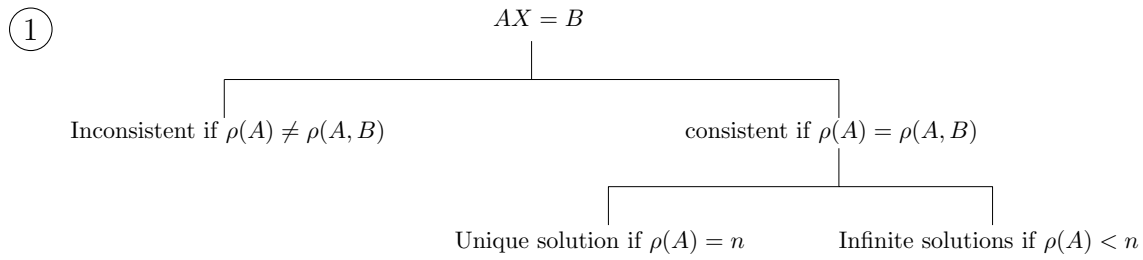 1
AX = B
Inconsistent if ρ(A) ≠ ρ(A, B)
consistent if ρ(A) = ρ(A, B)
Unique solution if ρ(A) = n
Infinite solutions if ρ(A) < n